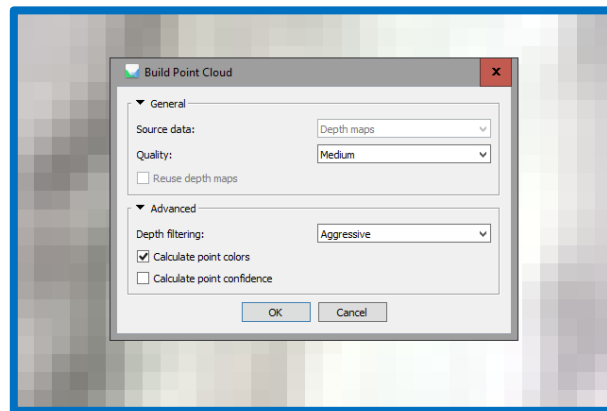 Build Point Cloud
General
Source data: Depth maps
Quality: Medium
Reuse depth maps
Advanced
Depth filtering: Aggressive
Calculate point colors
Calculate point confidence
OK Cancel